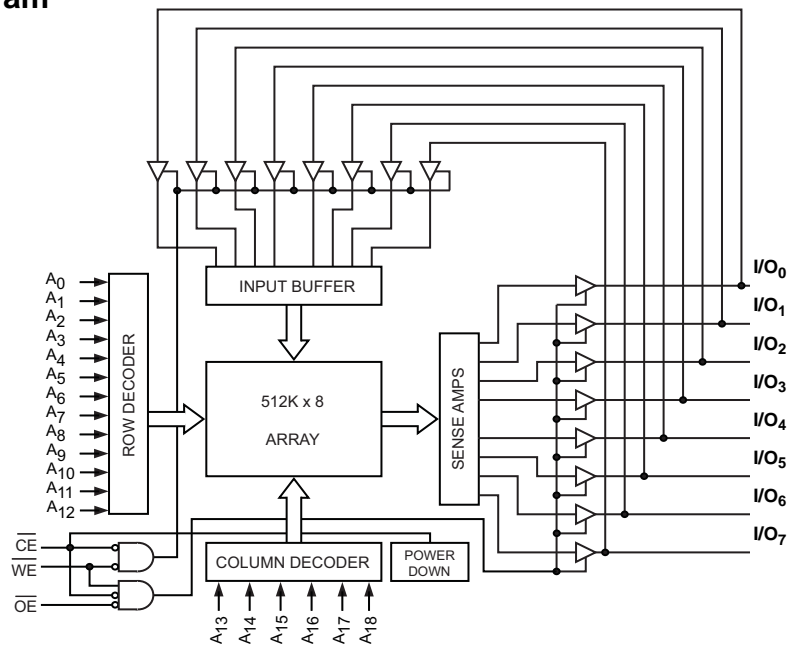 am
INPUT BUFFER
A0
A1
A2
A3
A4
A5
A6
A7
A8
A9
A10
A11
A12
ROW DECODER
512K x 8
ARRAY
SENSE AMPS
I/O0
I/O1
I/O2
I/O3
I/O4
I/O5
I/O6
I/O7
CE
WE
OE
COLUMN DECODER
POWER
DOWN
A13
A14
A15
A16
A17
A18